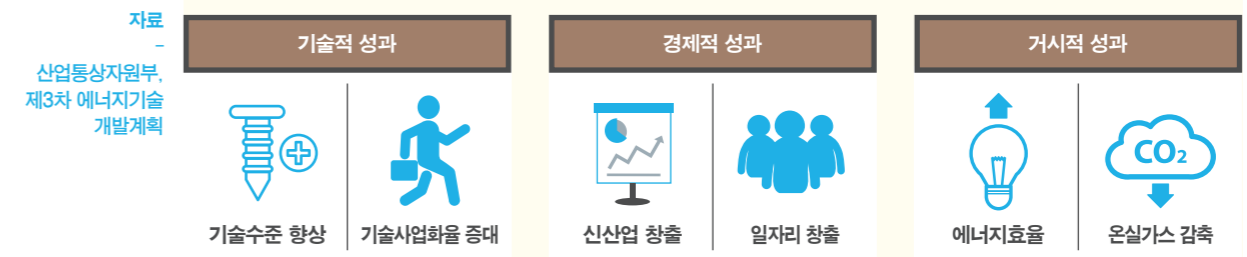 자료
–
산업통상자원부,
제3차 에너지기술
개발계획
기술적 성과
기술수준 향상
기술사업화율 증대
경제적 성과
신산업 창출
일자리 창출
거시적 성과
에너지효율
CO₂
온실가스 감축